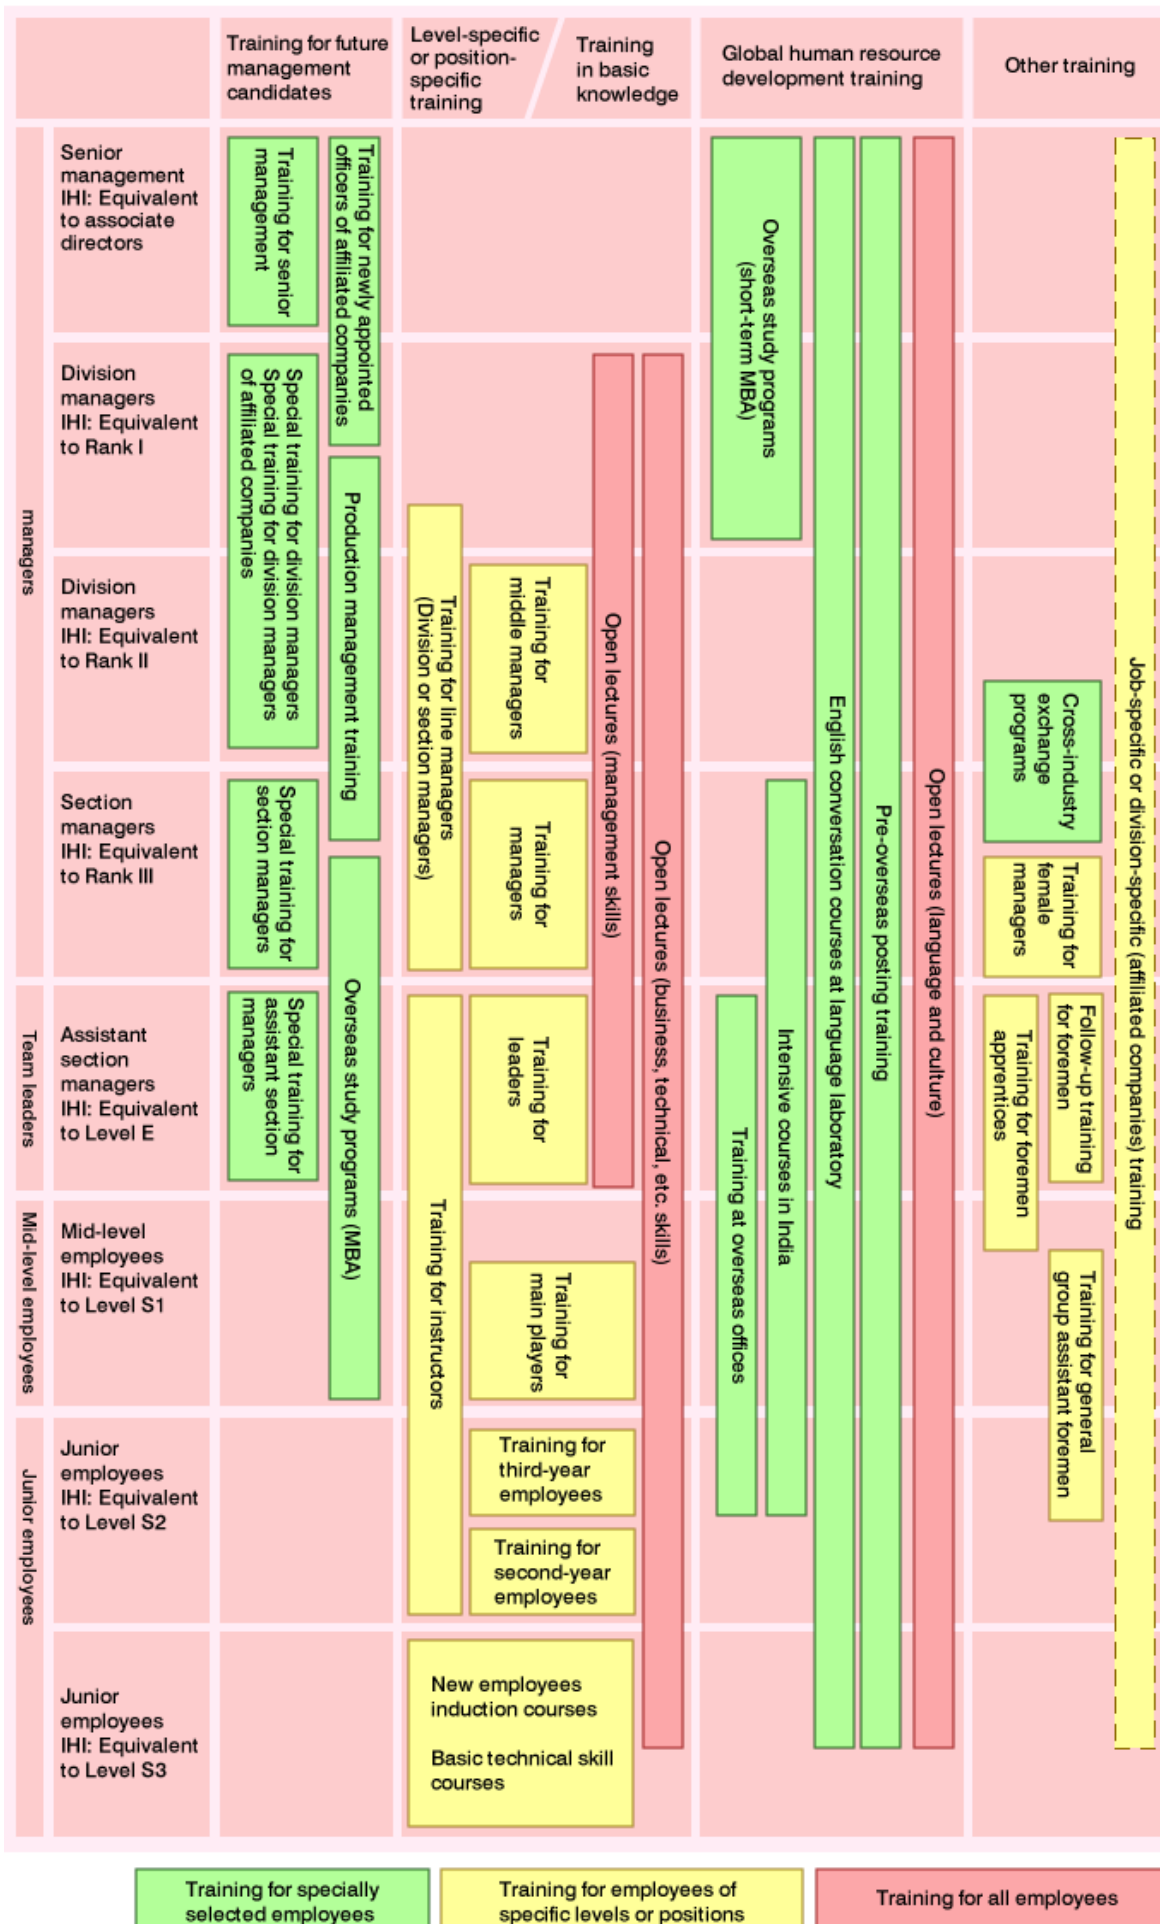 Training for future
management
candidates
Level-specific
or position-
specific
training
Training
in basic
knowledge
Global human resource
development training
Other training
managers
Team leaders
Mid-level employees
Junior employees
Senior
management
IHI: Equivalent
to associate
directors
Division
managers
IHI: Equivalent
to Rank I
Division
managers
IHI: Equivalent
to Rank II
Section
managers
IHI: Equivalent
to Rank III
Assistant
section
managers
IHI: Equivalent
to Level E
Mid-level
employees
IHI: Equivalent
to Level S1
Junior
employees
IHI: Equivalent
to Level S2
Junior
employees
IHI: Equivalent
to Level S3
Training for senior
management
Training for newly appointed
officers of affiliated companies
Special training for division managers
Special training for division managers
of affiliated companies
Production management training
Special training for
section managers
Special training for
assistant section
managers
Overseas study programs (MBA)
Training for line managers
(Division or section managers)
Training for
middle managers
Training for
managers
Training for
leaders
Training for instructors
Training for
main players
Training for
third-year
employees
Training for
second-year
employees
New employees
induction courses
Basic technical skill
courses
Open lectures (management skills)
Open lectures (business, technical, etc. skills)
Overseas study programs
(short-term MBA)
Training at overseas offices
Intensive courses in India
English conversation courses at language laboratory
Pre-overseas posting training
Open lectures (language and culture)
Cross-industry
exchange
programs
Training for
female
managers
Follow-up training
for foremen
Training for foremen
apprentices
Training for general
group assistant foremen
Job-specific or division-specific (affiliated companies) training
Training for specially
selected employees
Training for employees of
specific levels or positions
Training for all employees